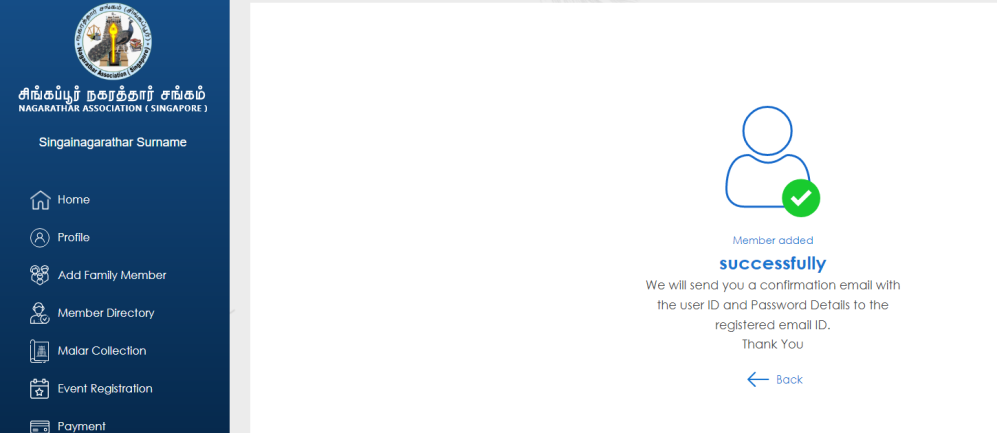 சிங்கப்பூர் நகரத்தார் சங்கம்
NAGARATHAR ASSOCIATION ( SINGAPORE )
Singainagarathar Surname
Home
Profile
Add Family Member
Member Directory
Malar Collection
Event Registration
Payment
Member added
successfully
We will send you a confirmation email with
the user ID and Password Details to the
registered email ID.
Thank You
Back